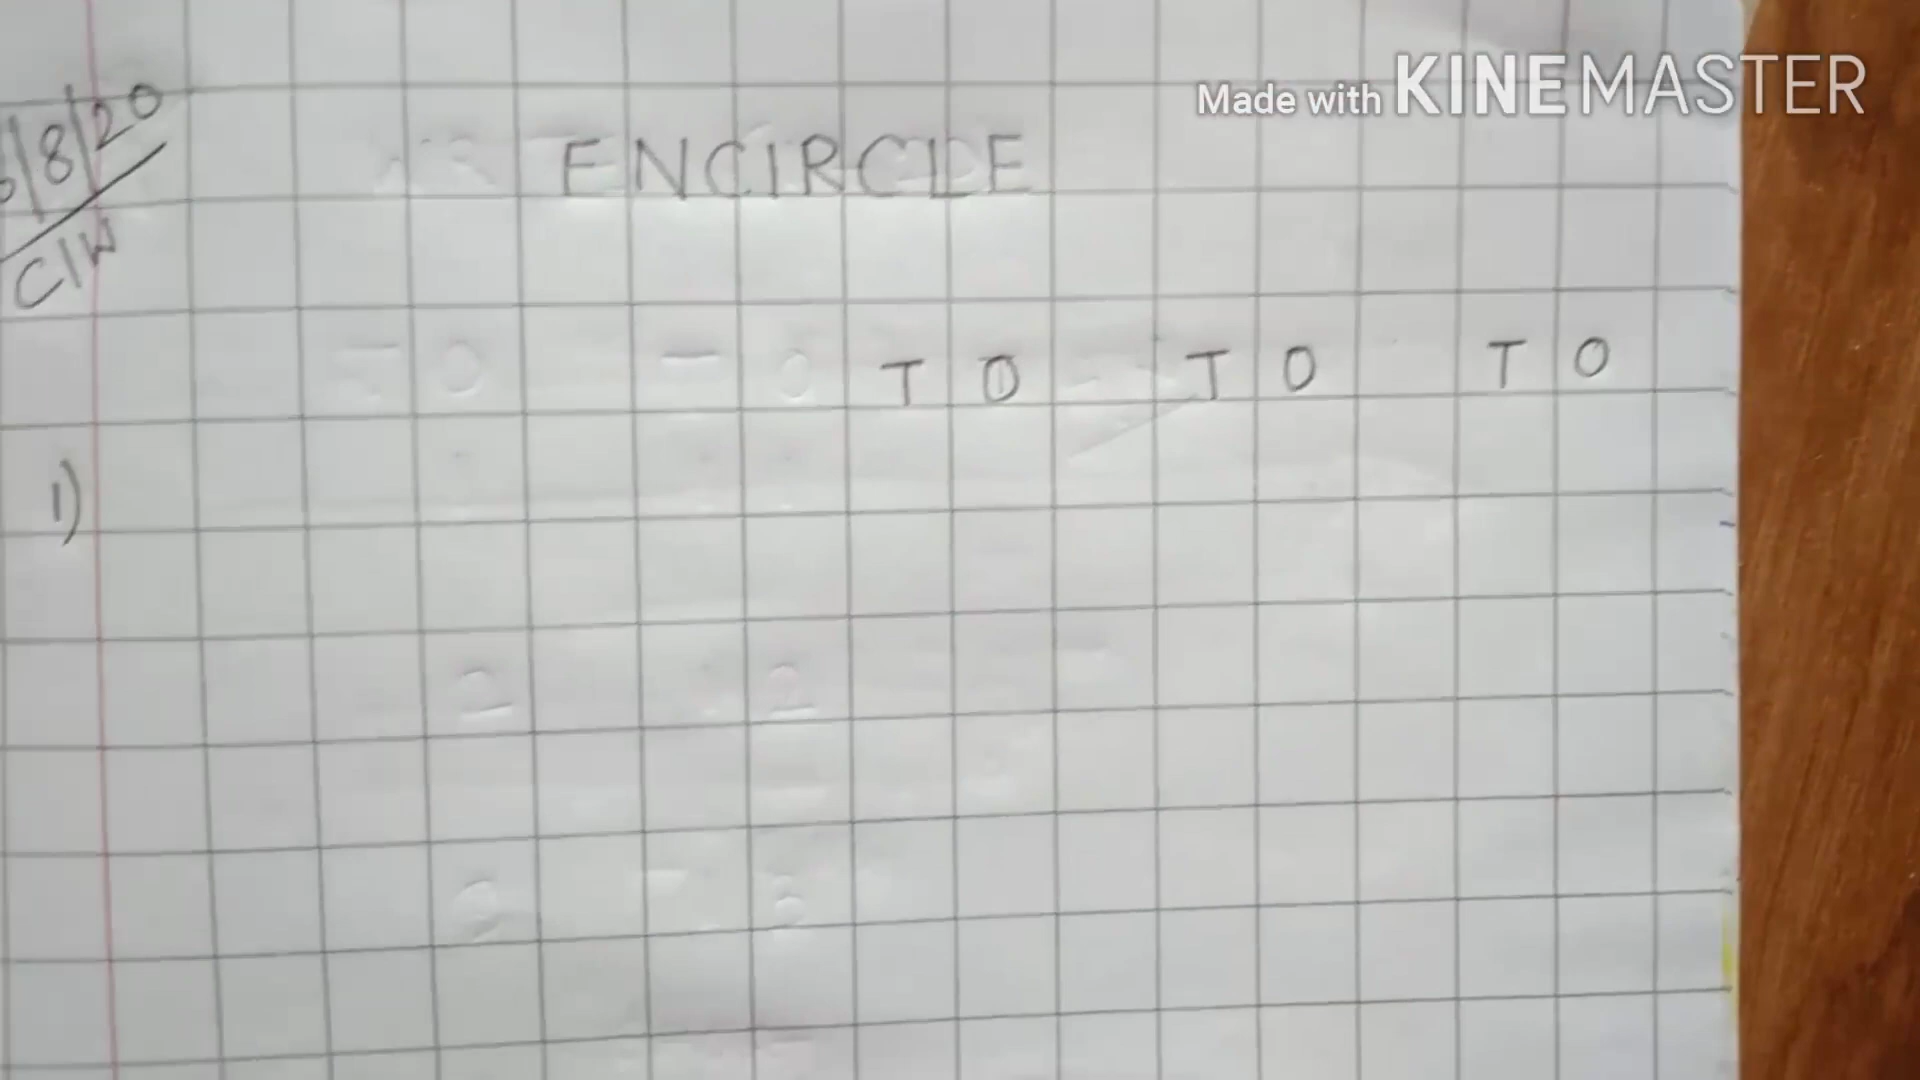 Made with KINEMASTER
8/20
C/W
ENCIRCLE
T O T O T O
1)